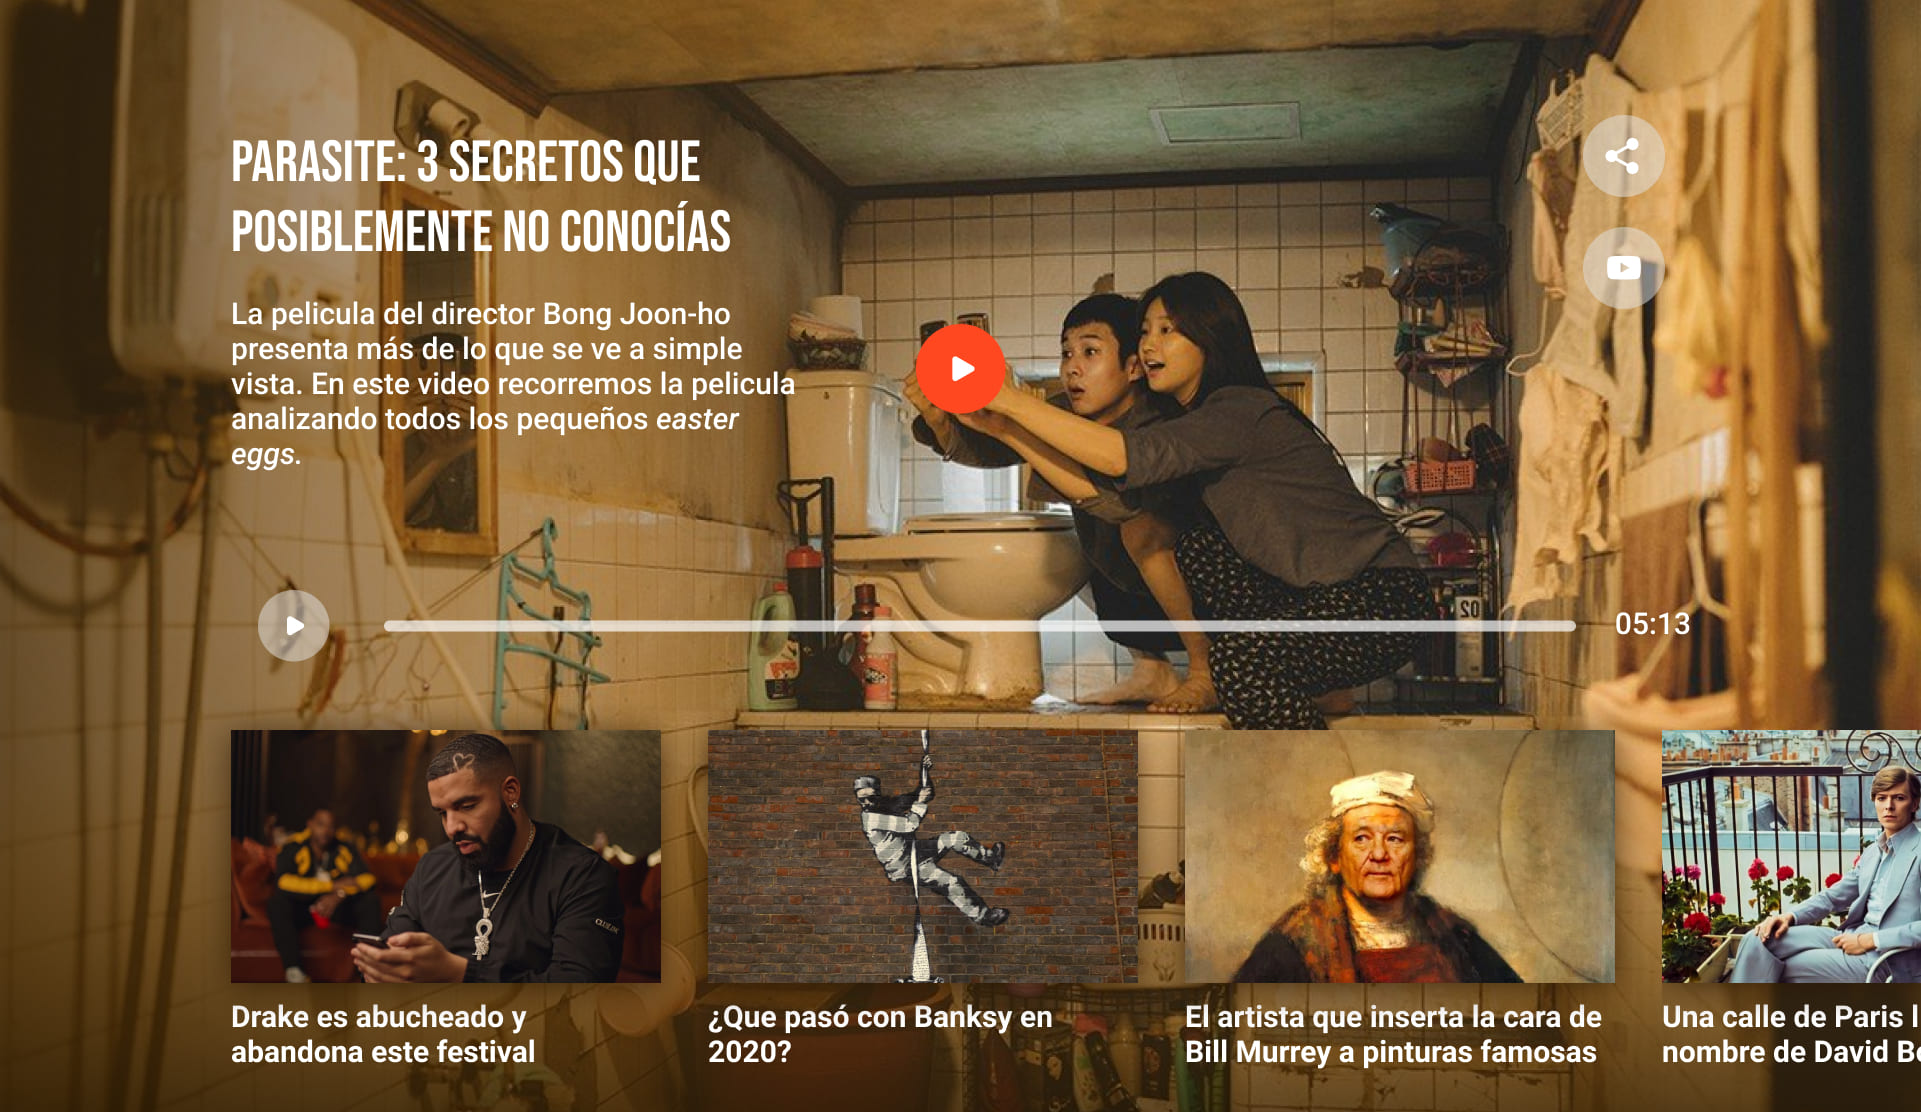 PARASITE: 3 SECRETOS QUE
POSIBLEMENTE NO CONOCÍAS
La pelicula del director Bong Joon-ho
presenta más de lo que se ve a simple
vista. En este video recorremos la pelicula
analizando todos los pequeños easter
eggs.
05:13
Drake es abucheado y
abandona este festival
¿Que pasó con Banksy en
2020?
El artista que inserta la cara de
Bill Murrey a pinturas famosas
Una calle de Paris l
nombre de David B